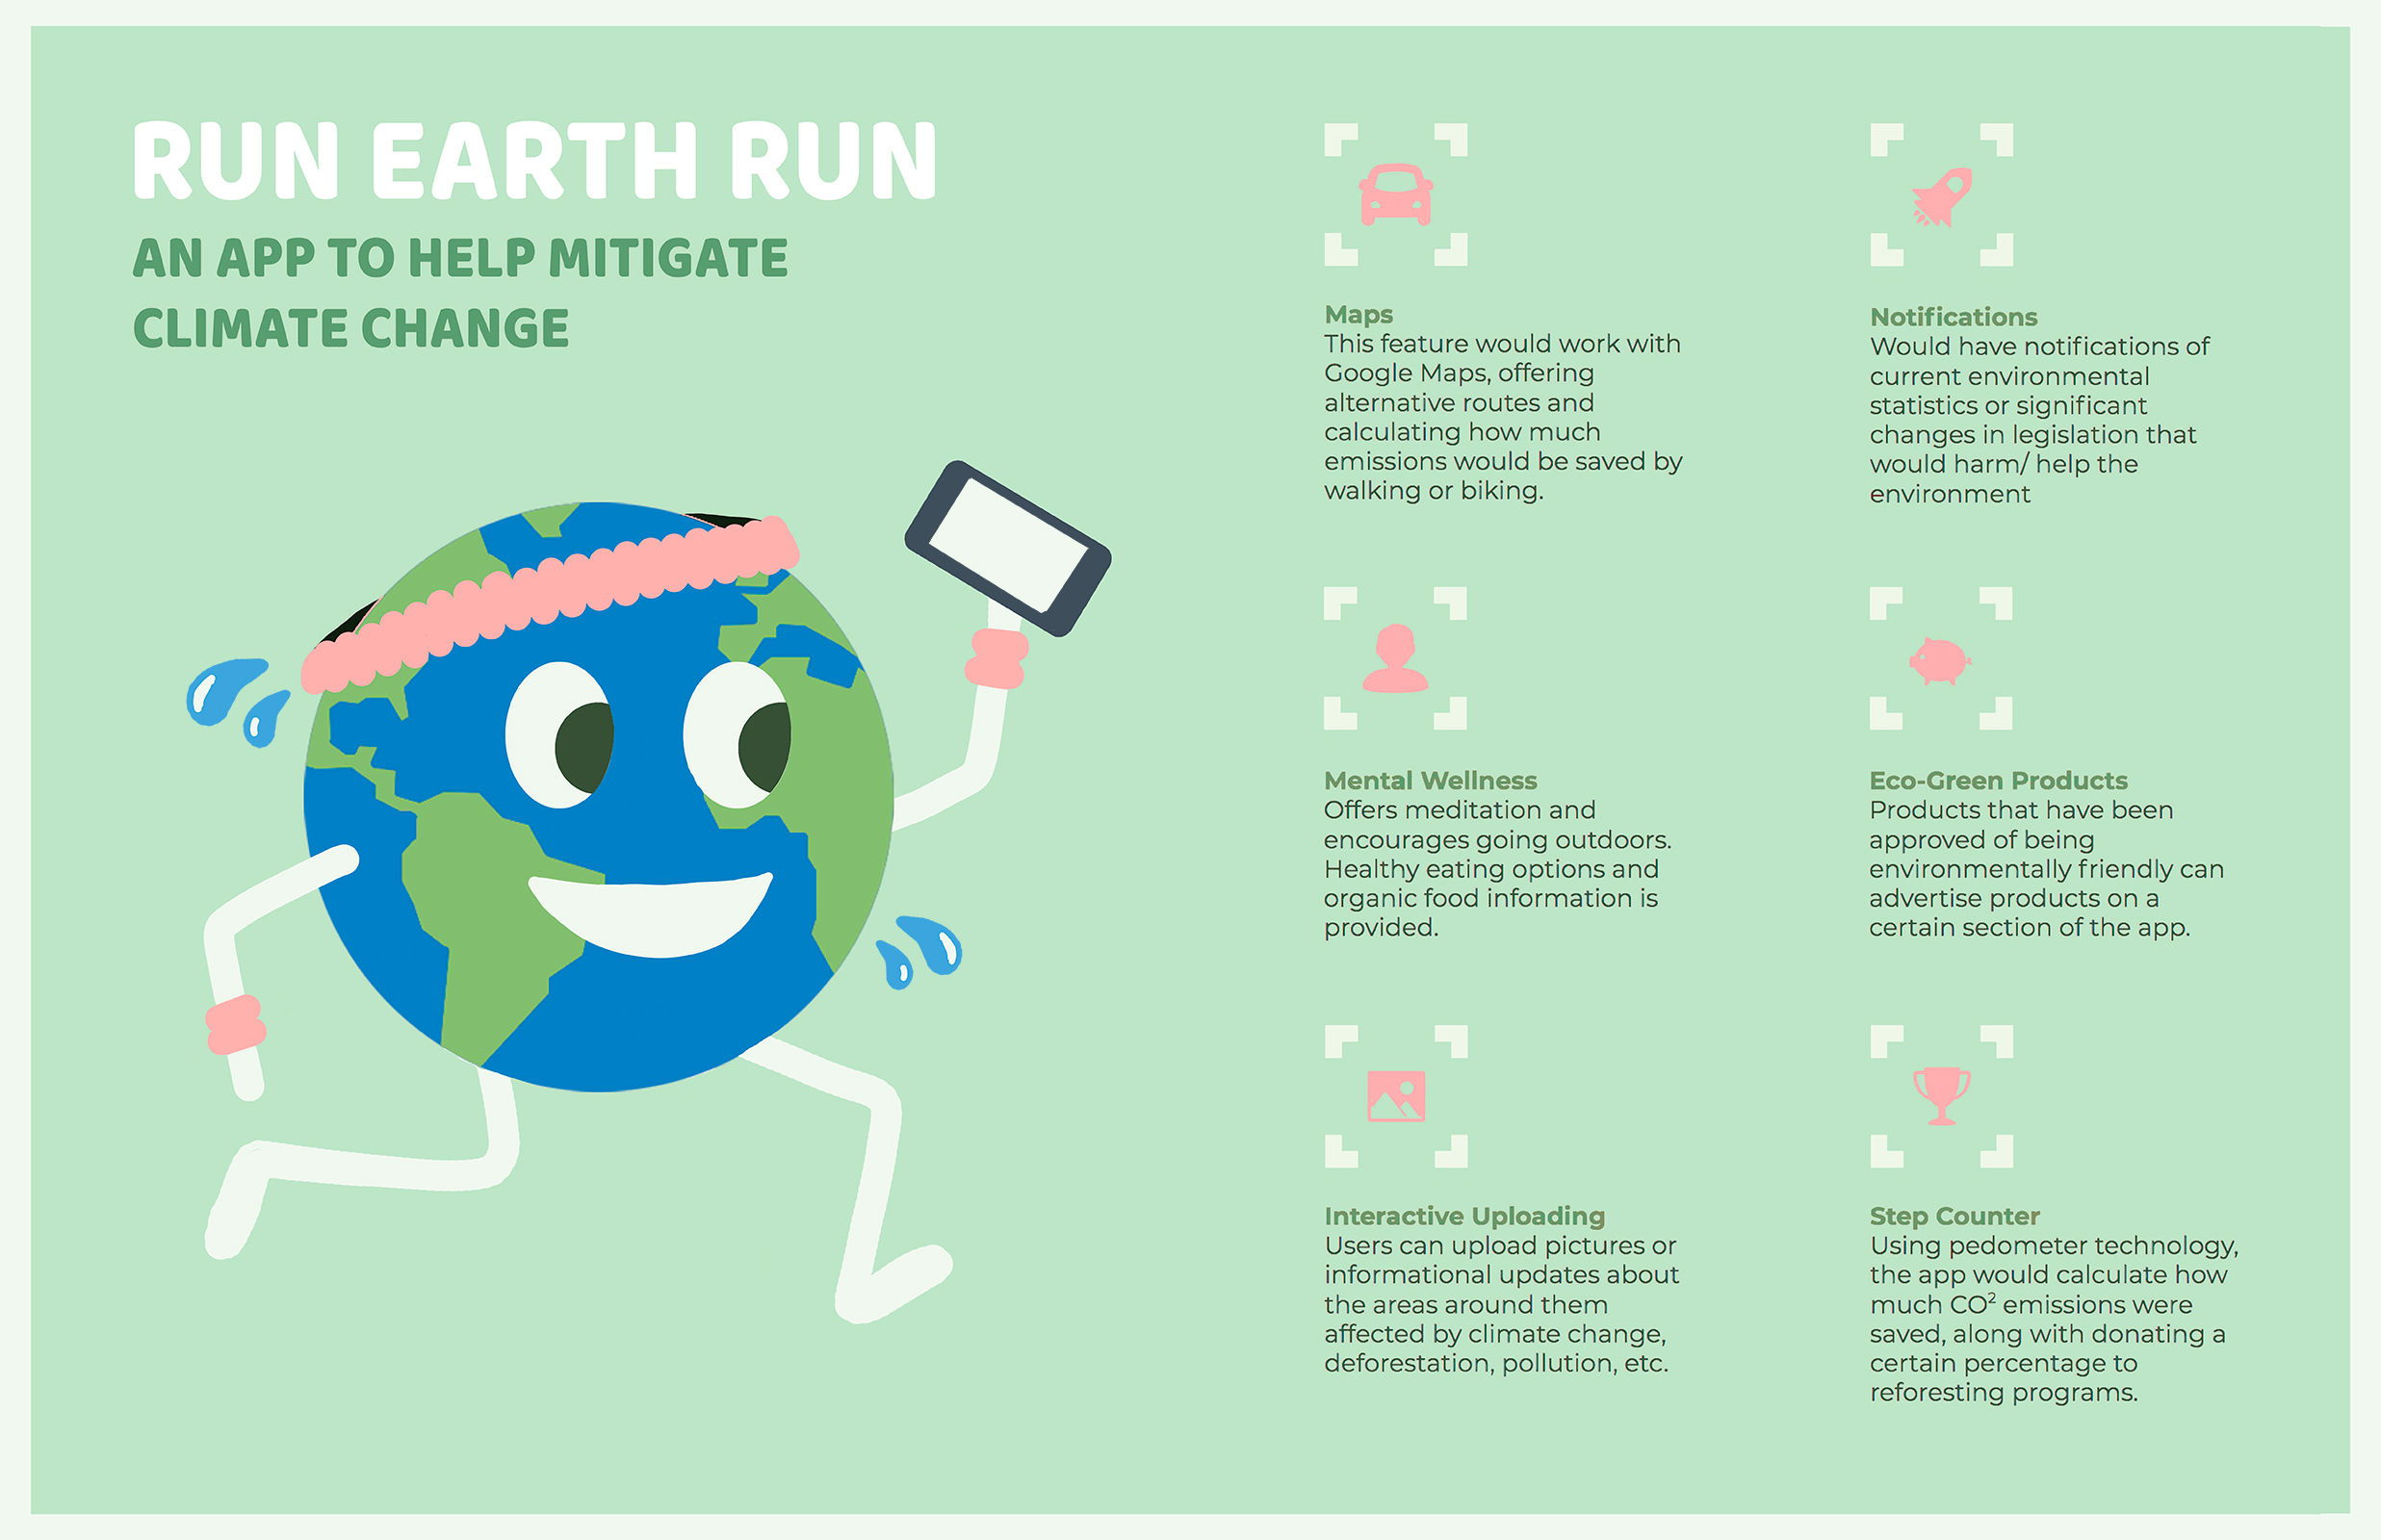 RUN EARTH RUN
AN APP TO HELP MITIGATE
CLIMATE CHANGE
Maps
This feature would work with
Google Maps, offering
alternative routes and
calculating how much
emissions would be saved by
walking or biking.
Notifications
Would have notifications of
current environmental
statistics or significant
changes in legislation that
would harm/ help the
environment
Mental Wellness
Offers meditation and
encourages going outdoors.
Healthy eating options and
organic food information is
provided.
Eco-Green Products
Products that have been
approved of being
environmentally friendly can
advertise products on a
certain section of the app.
Interactive Uploading
Users can upload pictures or
informational updates about
the areas around them
affected by climate change,
deforestation, pollution, etc.
Step Counter
Using pedometer technology,
the app would calculate how
much CO² emissions were
saved, along with donating a
certain percentage to
reforesting programs.